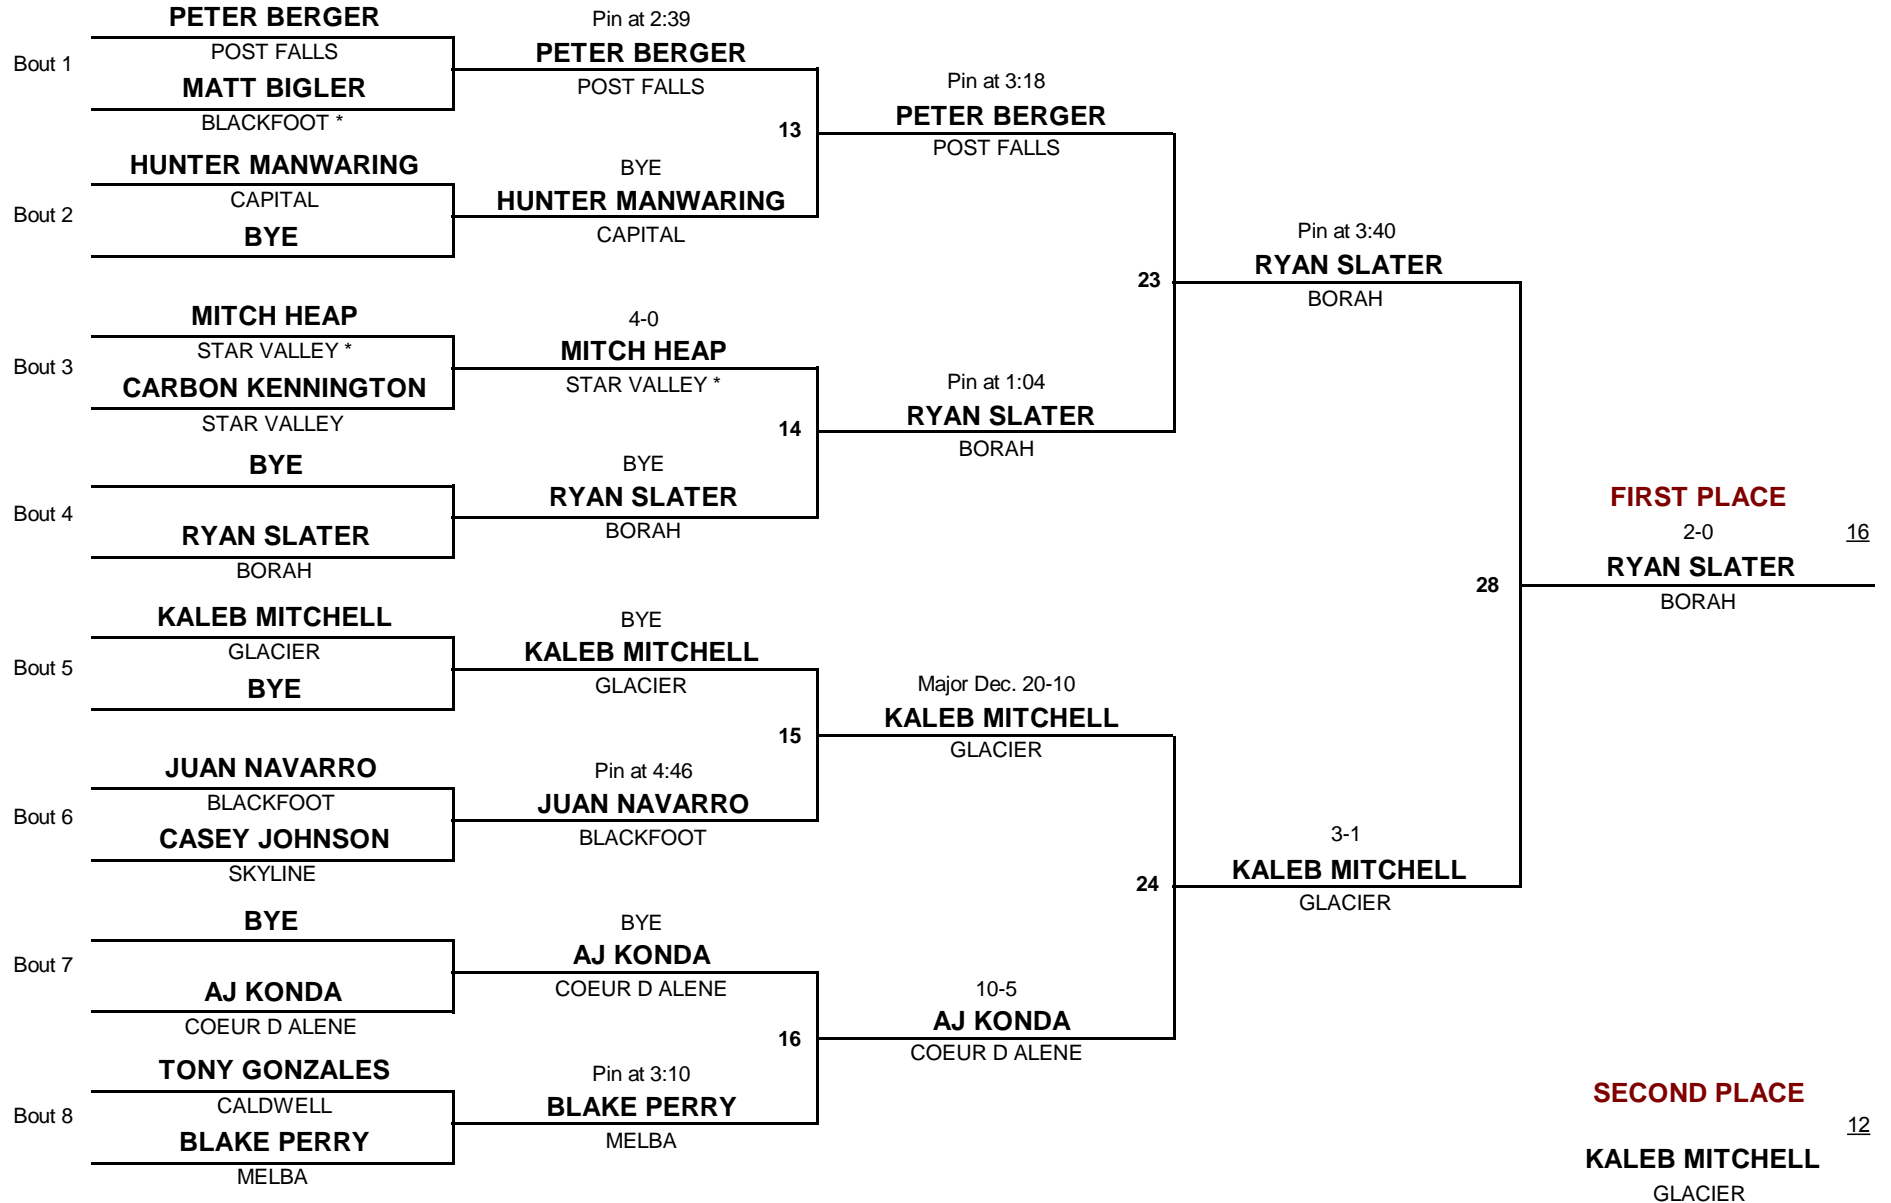 PETER BERGER
Bout 1
POST FALLS
MATT BIGLER
BLACKFOOT *
HUNTER MANWARING
Bout 2
CAPITAL
BYE
MITCH HEAP
Bout 3
STAR VALLEY *
CARBON KENNINGTON
STAR VALLEY
BYE
Bout 4
RYAN SLATER
BORAH
KALEB MITCHELL
Bout 5
GLACIER
BYE
JUAN NAVARRO
Bout 6
BLACKFOOT
CASEY JOHNSON
SKYLINE
BYE
Bout 7
AJ KONDA
COEUR D ALENE
TONY GONZALES
Bout 8
CALDWELL
BLAKE PERRY
MELBA
Pin at 2:39
PETER BERGER
POST FALLS
13
BYE
HUNTER MANWARING
CAPITAL
4-0
MITCH HEAP
STAR VALLEY *
14
BYE
RYAN SLATER
BORAH
BYE
KALEB MITCHELL
GLACIER
15
Pin at 4:46
JUAN NAVARRO
BLACKFOOT
BYE
AJ KONDA
COEUR D ALENE
16
Pin at 3:10
BLAKE PERRY
MELBA
Pin at 3:18
PETER BERGER
POST FALLS
23
Pin at 1:04
RYAN SLATER
BORAH
Major Dec. 20-10
KALEB MITCHELL
GLACIER
24
10-5
AJ KONDA
COEUR D ALENE
Pin at 3:40
RYAN SLATER
BORAH
28
3-1
KALEB MITCHELL
GLACIER
FIRST PLACE
2-0
16
RYAN SLATER
BORAH
SECOND PLACE
12
KALEB MITCHELL
GLACIER